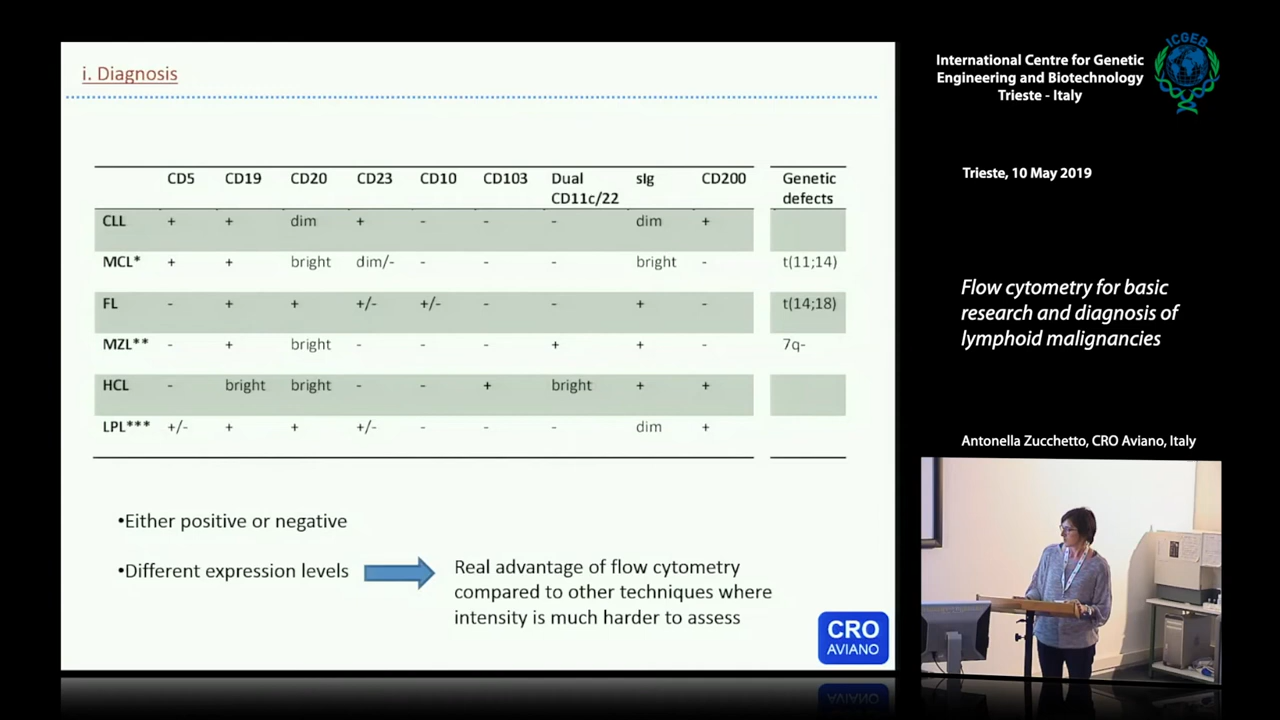 i. Diagnosis
CD5 CD19 CD20 CD23 CD10 CD103 Dual CD11c/22 sIg CD200 Genetic defects
CLL + + dim + - - - dim +
MCL* + + bright dim/- - - - bright - t(11;14)
FL - + + +/- +/- - - + - t(14;18)
MZL** - + bright - - - + + - 7q-
HCL - bright bright - - + bright + +
LPL*** +/- + + +/- - - - dim +
•Either positive or negative
•Different expression levels
Real advantage of flow cytometry
compared to other techniques where
intensity is much harder to assess
CRO
AVIANO
International Centre for Genetic
Engineering and Biotechnology
Trieste - Italy
ICGEB
Trieste, 10 May 2019
Flow cytometry for basic
research and diagnosis of
lymphoid malignancies
Antonella Zucchetto, CRO Aviano, Italy